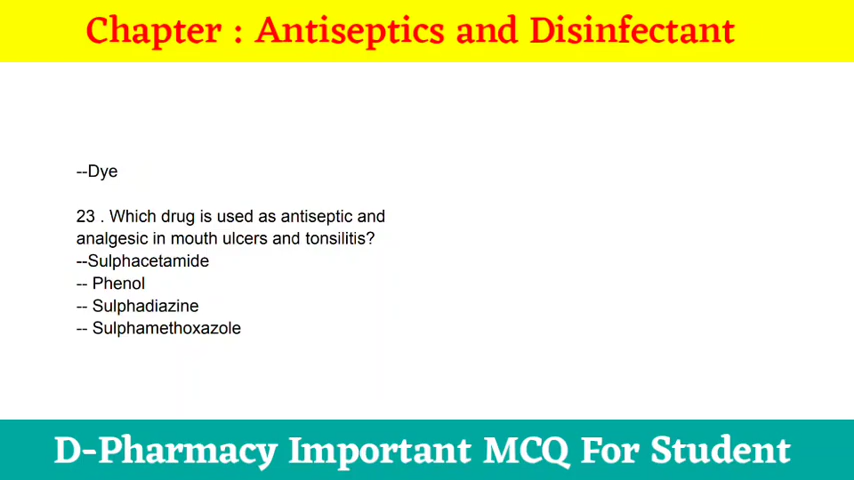 Chapter : Antiseptics and Disinfectant
--Dye
23 . Which drug is used as antiseptic and
analgesic in mouth ulcers and tonsilitis?
--Sulphacetamide
-- Phenol
-- Sulphadiazine
-- Sulphamethoxazole
D-Pharmacy Important MCQ For Student